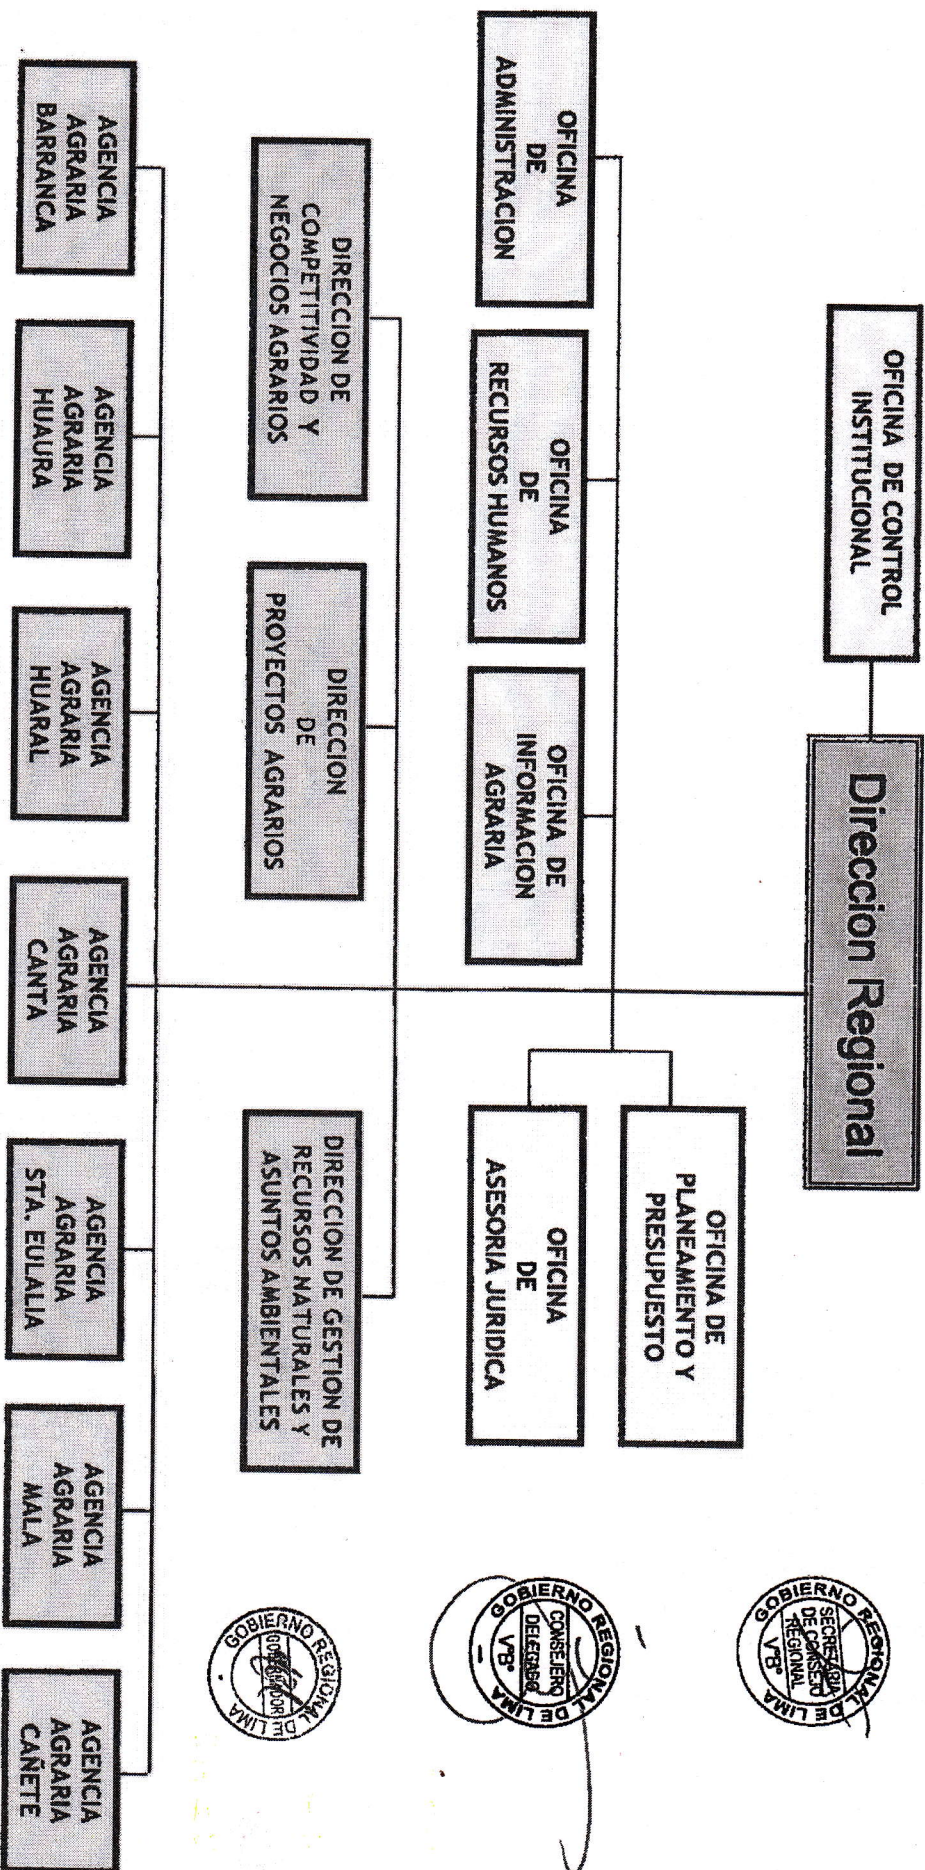 OFICINA DE CONTROL
INSTITUCIONAL
Direccion Regional
OFICINA DE
PLANEAMIENTO Y
PRESUPUESTO
OFICINA
DE
ASESORIA JURIDICA
OFICINA
DE
ADMINISTRACION
OFICINA
DE
RECURSOS HUMANOS
OFICINA DE
INFORMACION
AGRARIA
DIRECCION DE
COMPETITIVIDAD Y
NEGOCIOS AGRARIOS
DIRECCION
DE
PROYECTOS AGRARIOS
DIRECCION DE GESTION DE
RECURSOS NATURALES Y
ASUNTOS AMBIENTALES
AGENCIA
AGRARIA
BARRANCA
AGENCIA
AGRARIA
HUAURA
AGENCIA
AGRARIA
HUARAL
AGENCIA
AGRARIA
CANTA
AGENCIA
AGRARIA
STA. EULALIA
AGENCIA
AGRARIA
MALA
AGENCIA
AGRARIA
CAÑETE
GOBIERNO REGIONAL DE LIMA
SECRETARIA
DE CONSEJO
REGIONAL
V°B°
GOBIERNO REGIONAL DE LIMA
CONSEJERO
DELEGADO
V°B°
GOBIERNO REGIONAL DE LIMA
GOBERNADOR